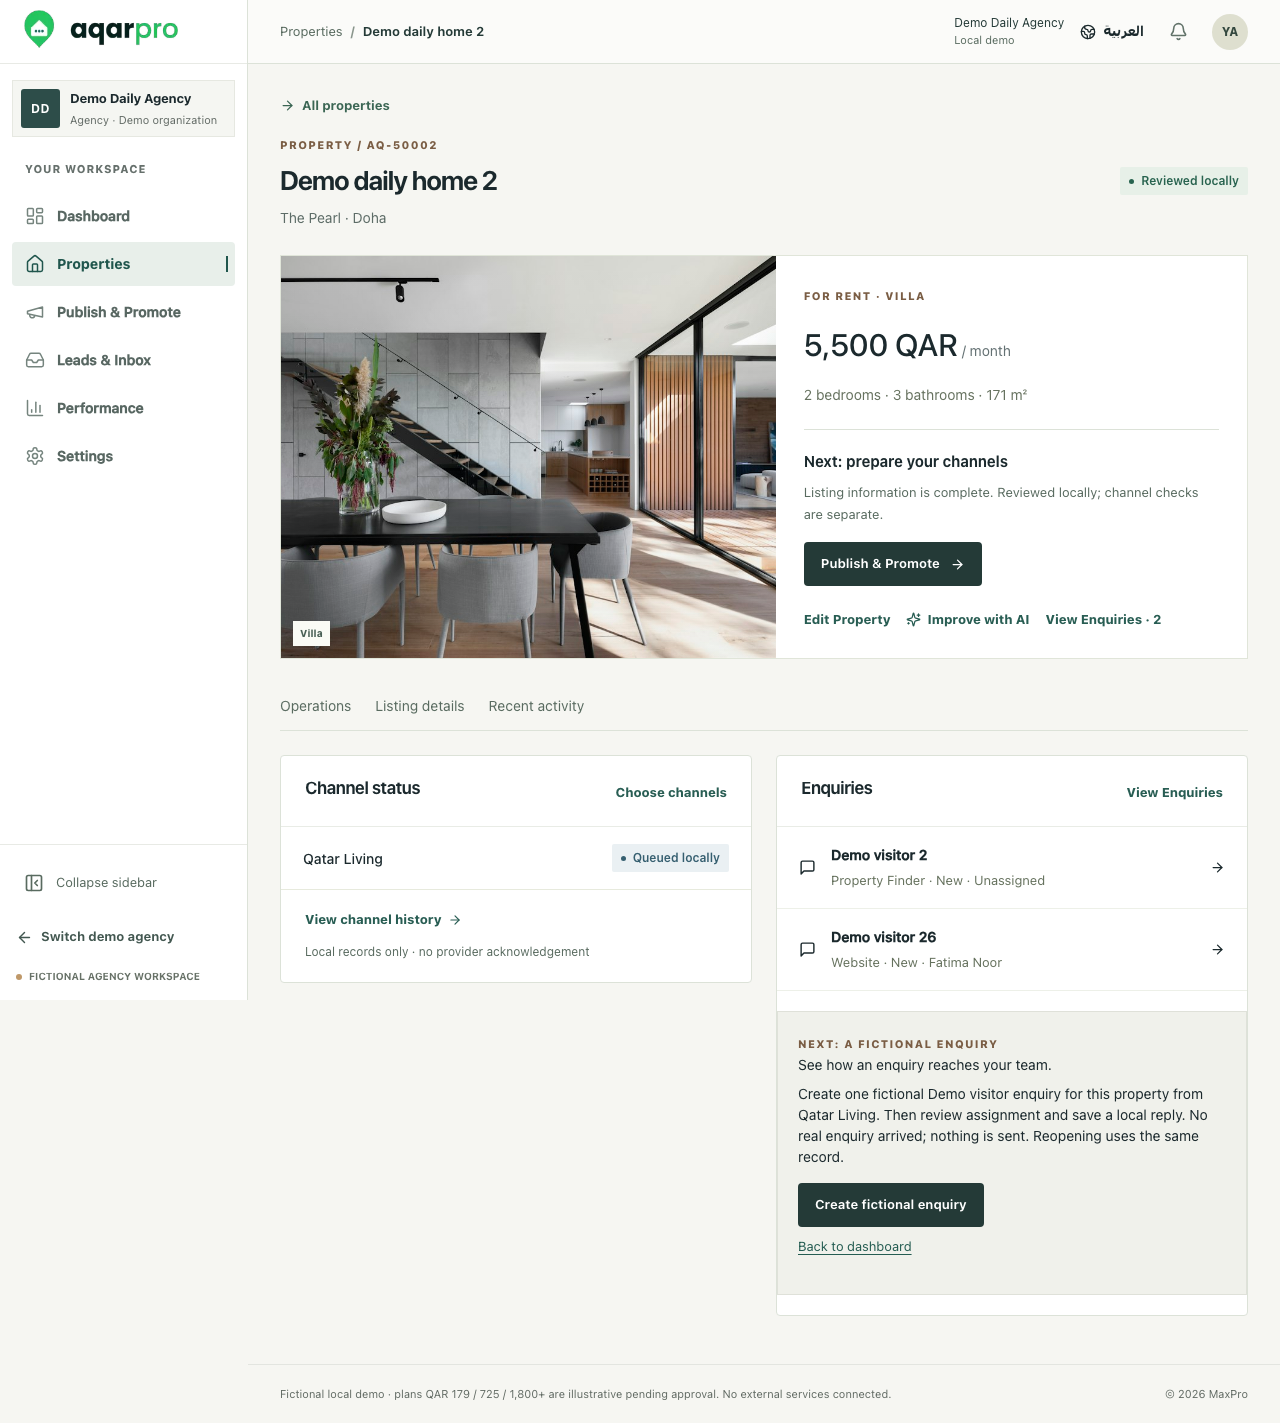 aqarpro
Properties / Demo daily home 2
Demo Daily Agency
Local demo
العربية
YA
DD
Demo Daily Agency
Agency · Demo organization
YOUR WORKSPACE
Dashboard
Properties
Publish & Promote
Leads & Inbox
Performance
Settings
Collapse sidebar
Switch demo agency
FICTIONAL AGENCY WORKSPACE
All properties
PROPERTY / AQ-50002
Demo daily home 2
Reviewed locally
The Pearl · Doha
Villa
FOR RENT · VILLA
5,500 QAR / month
2 bedrooms · 3 bathrooms · 171 m²
Next: prepare your channels
Listing information is complete. Reviewed locally; channel checks
are separate.
Publish & Promote
Edit Property
Improve with AI
View Enquiries · 2
Operations
Listing details
Recent activity
Channel status
Choose channels
Qatar Living
Queued locally
View channel history
Local records only · no provider acknowledgement
Enquiries
View Enquiries
Demo visitor 2
Property Finder · New · Unassigned
Demo visitor 26
Website · New · Fatima Noor
NEXT: A FICTIONAL ENQUIRY
See how an enquiry reaches your team.
Create one fictional Demo visitor enquiry for this property from
Qatar Living. Then review assignment and save a local reply. No
real enquiry arrived; nothing is sent. Reopening uses the same
record.
Create fictional enquiry
Back to dashboard
Fictional local demo · plans QAR 179 / 725 / 1,800+ are illustrative pending approval. No external services connected.
© 2026 MaxPro